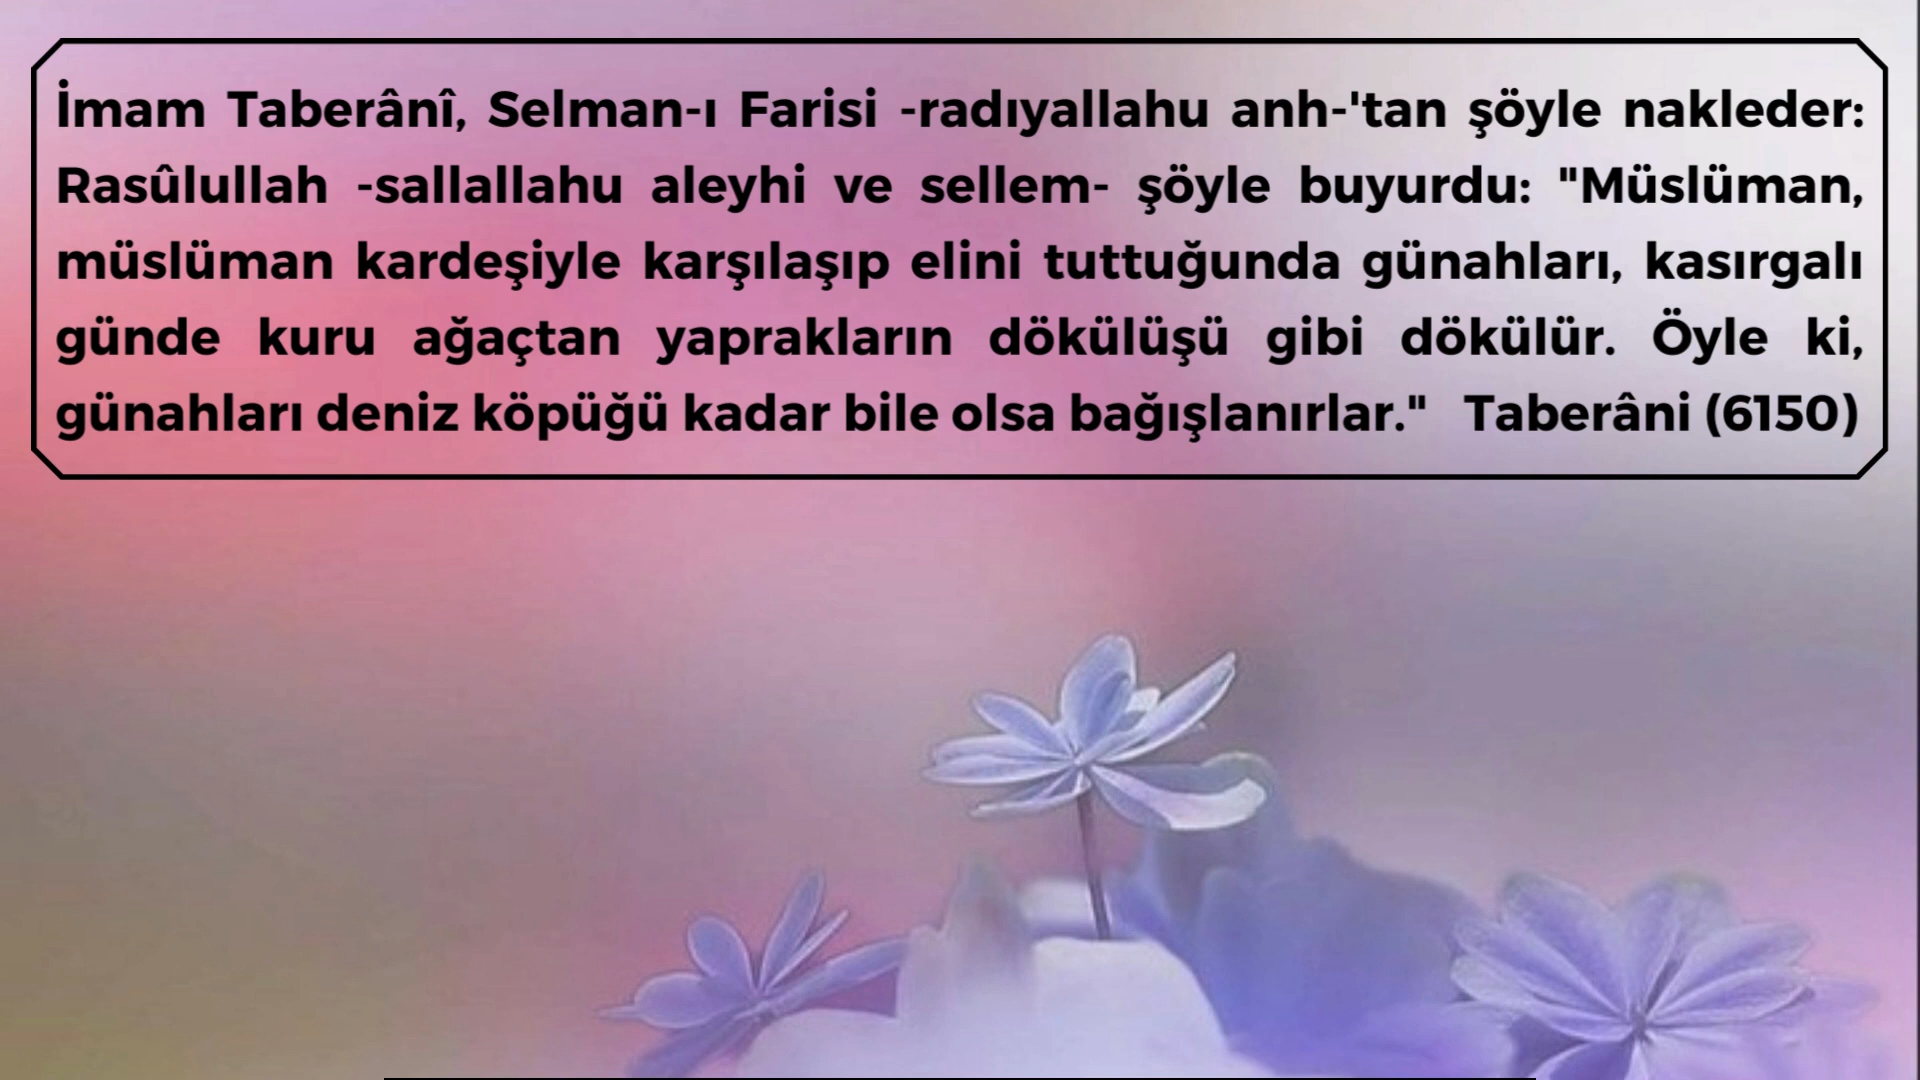 İmam Taberânî, Selman-ı Farisi -radıyallahu anh-'tan şöyle nakleder:
Rasûlullah -sallallahu aleyhi ve sellem- şöyle buyurdu: "Müslüman,
müslüman kardeşiyle karşılaşıp elini tuttuğunda günahları, kasırgalı
günde kuru ağaçtan yaprakların dökülüşü gibi dökülür. Öyle ki,
günahları deniz köpüğü kadar bile olsa bağışlanırlar." Taberâni (6150)